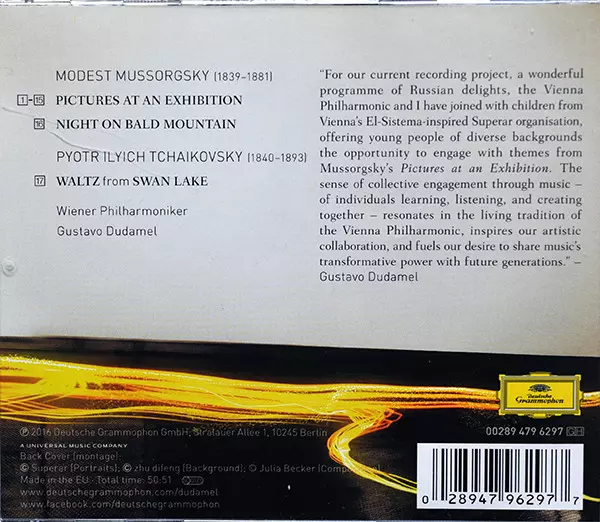 MODEST MUSSORGSKY (1839–1881)
1-15 PICTURES AT AN EXHIBITION
16 NIGHT ON BALD MOUNTAIN
PYOTR ILYICH TCHAIKOVSKY (1840–1893)
17 WALTZ from SWAN LAKE
Wiener Philharmoniker
Gustavo Dudamel
“For our current recording project, a wonderful
programme of Russian delights, the Vienna
Philharmonic and I have joined with children from
Vienna’s El-Sistema-inspired Superar organisation,
offering young people of diverse backgrounds
the opportunity to engage with themes from
Mussorgsky’s Pictures at an Exhibition. The
sense of collective engagement through music –
of individuals learning, listening, and creating
together – resonates in the living tradition of
the Vienna Philharmonic, inspires our artistic
collaboration, and fuels our desire to share music’s
transformative power with future generations.” –
Gustavo Dudamel
Deutsche
Grammophon
℗ 2016 Deutsche Grammophon GmbH, Stralauer Allee 1, 10245 Berlin
00289 479 6297 GH
A UNIVERSAL MUSIC COMPANY
Back Cover (montage):
© Superar (Portraits); © zhu difeng (Background); © Julia Becker
Made in the EU · Total time: 50:51
www.deutschegrammophon.com/dudamel
www.facebook.com/deutschegrammophon
0 28947 96297 7